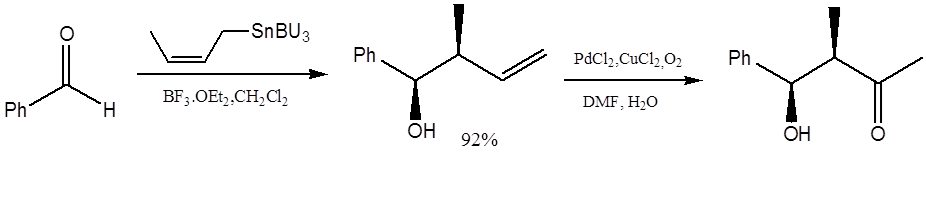 O
Ph
H
SnBU3
BF3.OEt2,CH2Cl2
Ph
OH
92%
PdCl2,CuCl2,O2
DMF, H2O
Ph
OH
O